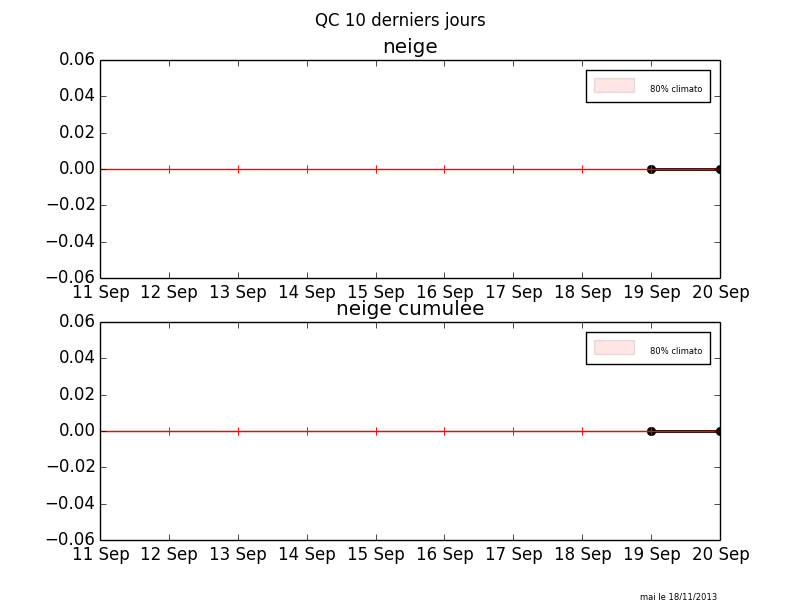 QC 10 derniers jours
neige
0.06
80% climato
0.04
0.02
0.00
−0.02
−0.04
−0.06
11 Sep 12 Sep 13 Sep 14 Sep 15 Sep 16 Sep 17 Sep 18 Sep 19 Sep 20 Sep
neige cumulee
0.06
80% climato
0.04
0.02
0.00
−0.02
−0.04
−0.06
11 Sep 12 Sep 13 Sep 14 Sep 15 Sep 16 Sep 17 Sep 18 Sep 19 Sep 20 Sep
maj le 18/11/2013